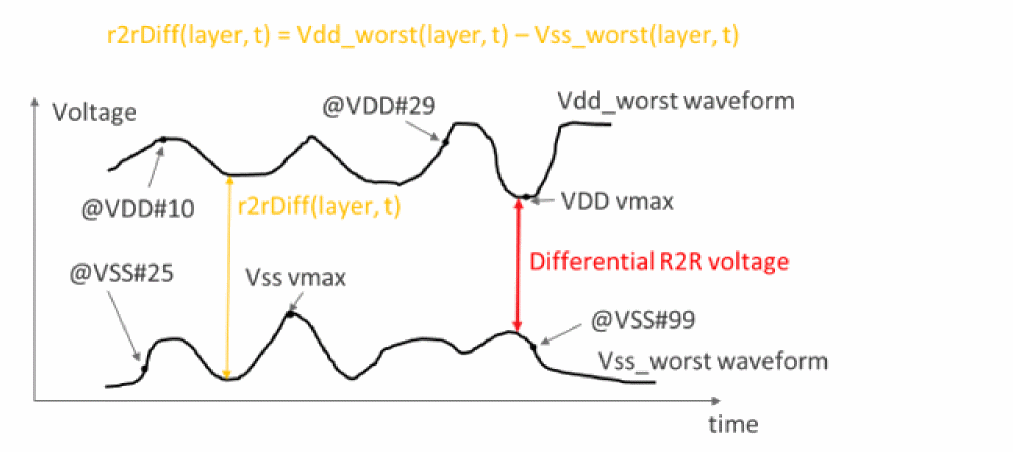 r2rDiff(layer, t) = Vdd_worst(layer, t) – Vss_worst(layer, t)
Voltage
@VDD#29
Vdd_worst waveform
@VDD#10
r2rDiff(layer, t)
VDD vmax
@VSS#25
Vss vmax
Differential R2R voltage
@VSS#99
Vss_worst waveform
time